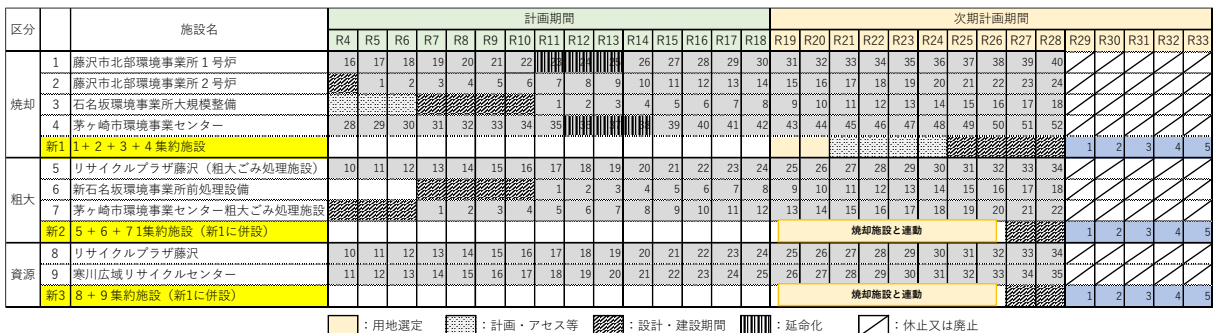 区分 施設名 計画期間 次期計画期間
R4 R5 R6 R7 R8 R9 R10 R11 R12 R13 R14 R15 R16 R17 R18 R19 R20 R21 R22 R23 R24 R25 R26 R27 R28 R29 R30 R31 R32 R33
焼却
1 藤沢市北部環境事業所1号炉 16 17 18 19 20 21 22 23 24 25 26 27 28 29 30 31 32 33 34 35 36 37 38 39 40
2 藤沢市北部環境事業所2号炉 1 2 3 4 5 6 7 8 9 10 11 12 13 14 15 16 17 18 19 20 21 22 23 24
3 石名坂環境事業所大規模整備 1 2 3 4 5 6 7 8 9 10 11 12 13 14 15 16 17 18
4 茅ヶ崎市環境事業センター 28 29 30 31 32 33 34 35 36 37 38 39 40 41 42 43 44 45 46 47 48 49 50 51 52
新1 1+2+3+4集約施設 1 2 3 4 5
粗大
5 リサイクルプラザ藤沢（粗大ごみ処理施設） 10 11 12 13 14 15 16 17 18 19 20 21 22 23 24 25 26 27 28 29 30 31 32 33 34
6 新石名坂環境事業所前処理設備 1 2 3 4 5 6 7 8 9 10 11 12 13 14 15 16 17 18
7 茅ヶ崎市環境事業センター粗大ごみ処理施設 1 2 3 4 5 6 7 8 9 10 11 12 13 14 15 16 17 18 19 20 21 22
新2 5+6+71集約施設（新1に併設） 焼却施設と連動 1 2 3 4 5
資源
8 リサイクルプラザ藤沢 10 11 12 13 14 15 16 17 18 19 20 21 22 23 24 25 26 27 28 29 30 31 32 33 34
9 寒川広域リサイクルセンター 11 12 13 14 15 16 17 18 19 20 21 22 23 24 25 26 27 28 29 30 31 32 33 34 35
新3 8+9集約施設（新1に併設） 焼却施設と連動 1 2 3 4 5
：用地選定 ：計画・アセス等 ：設計・建設期間 ：延命化 ：休止又は廃止